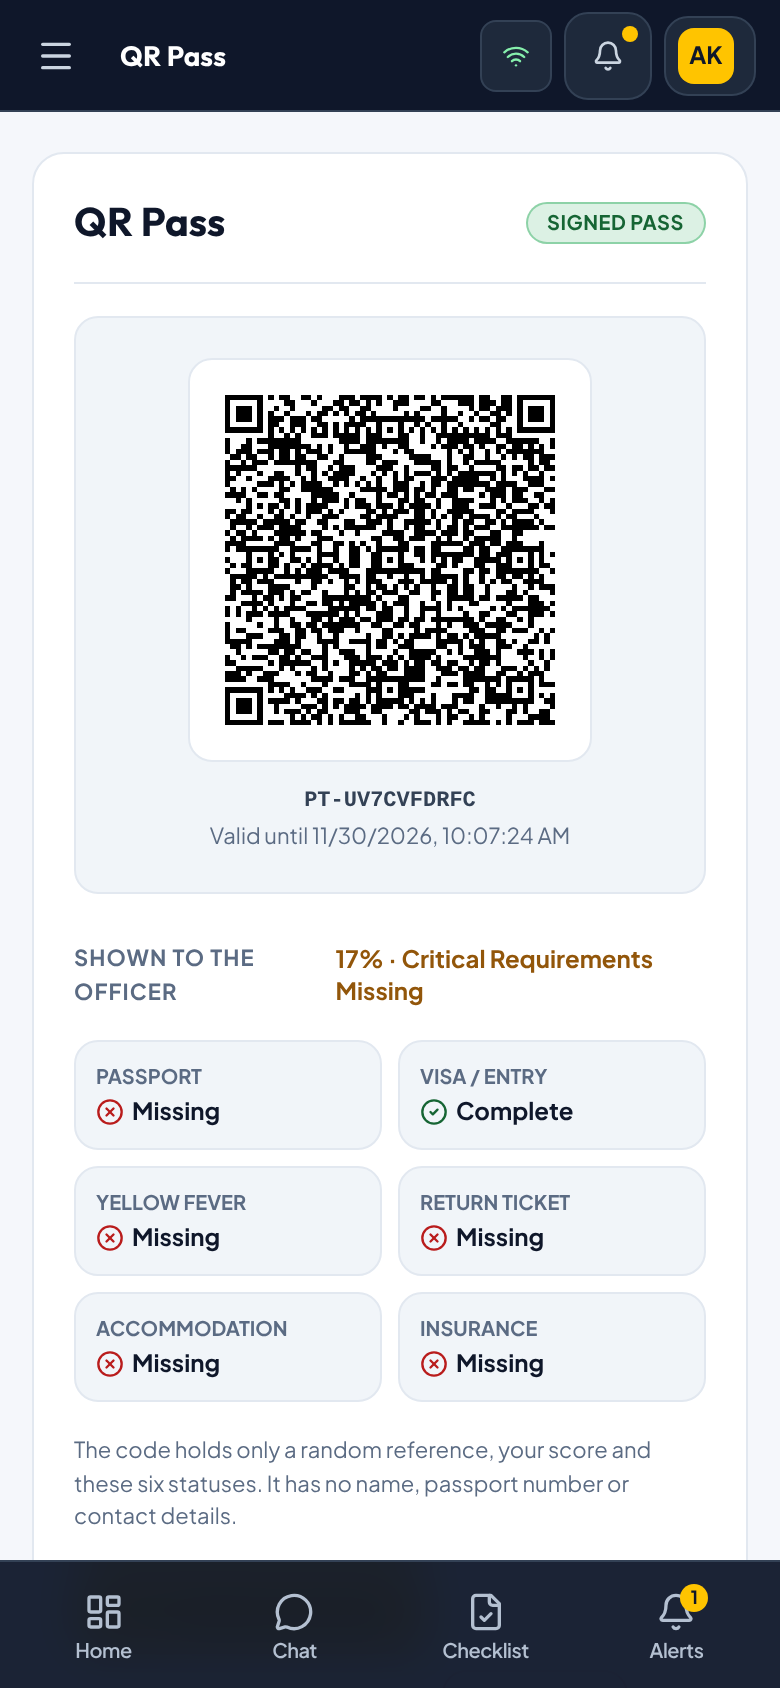 QR Pass
AK
QR Pass
SIGNED PASS
PT-UV7CVFDRFC
Valid until 11/30/2026, 10:07:24 AM
SHOWN TO THE
OFFICER
17% · Critical Requirements
Missing
PASSPORT
Missing
VISA / ENTRY
Complete
YELLOW FEVER
Missing
RETURN TICKET
Missing
ACCOMMODATION
Missing
INSURANCE
Missing
The code holds only a random reference, your score and
these six statuses. It has no name, passport number or
contact details.
Home
Chat
Checklist
1
Alerts